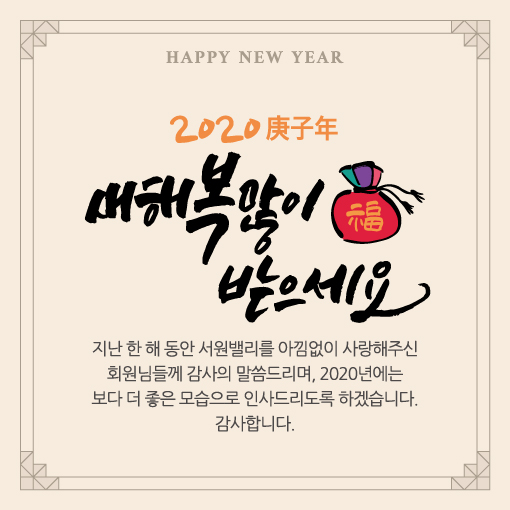 HAPPY NEW YEAR
2020 庚子年
새해 복 많이
福
받으세요
지난 한 해 동안 서원밸리를 아낌없이 사랑해주신
회원님들께 감사의 말씀드리며, 2020년에는
보다 더 좋은 모습으로 인사드리도록 하겠습니다.
감사합니다.